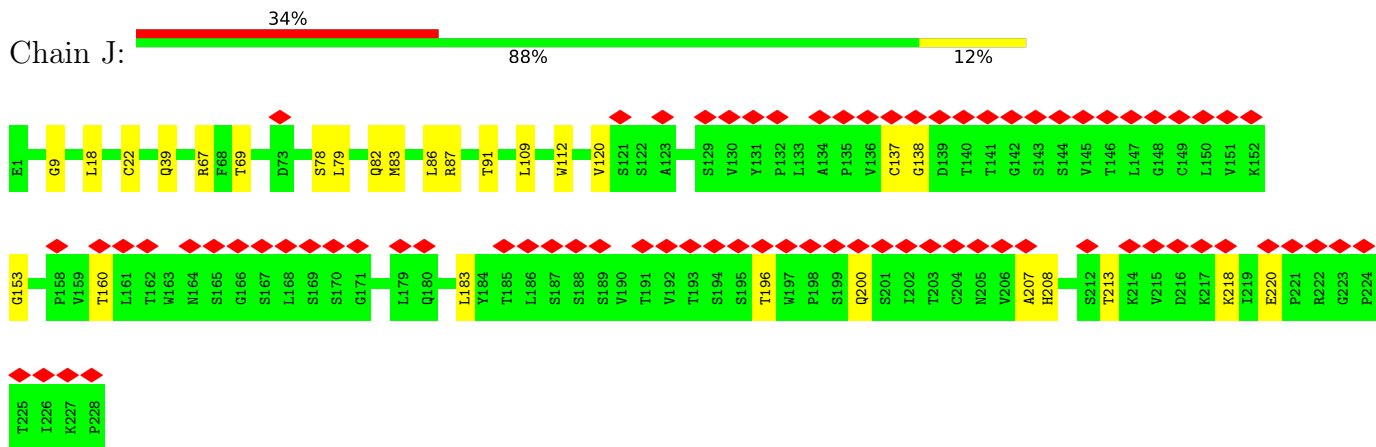 34%
Chain J:
88% 12%
E1 G9 L18 C22 Q39 R67 F68 T69 D73 S78 L79 Q82 M83 L86 R87 T91 L109 W112 V120 S121 S122 A123 S129 V130 Y131 P132 L133 A134 P135 V136 C137 G138 D139 T140 T141 G142 S143 S144 V145 T146 L147 G148 C149 L150 V151 K152
G153 P158 V159 T160 L161 T162 W163 N164 S165 G166 S167 L168 S169 S170 G171 L179 Q180 L183 Y184 T185 L186 S187 S188 S189 V190 T191 V192 T193 S194 S195 T196 W197 P198 S199 Q200 S201 I202 T203 C204 N205 V206 A207 H208 S212 T213 K214 V215 D216 K217 K218 I219 E220 P221 R222 G223 P224
T225 I226 K227 P228